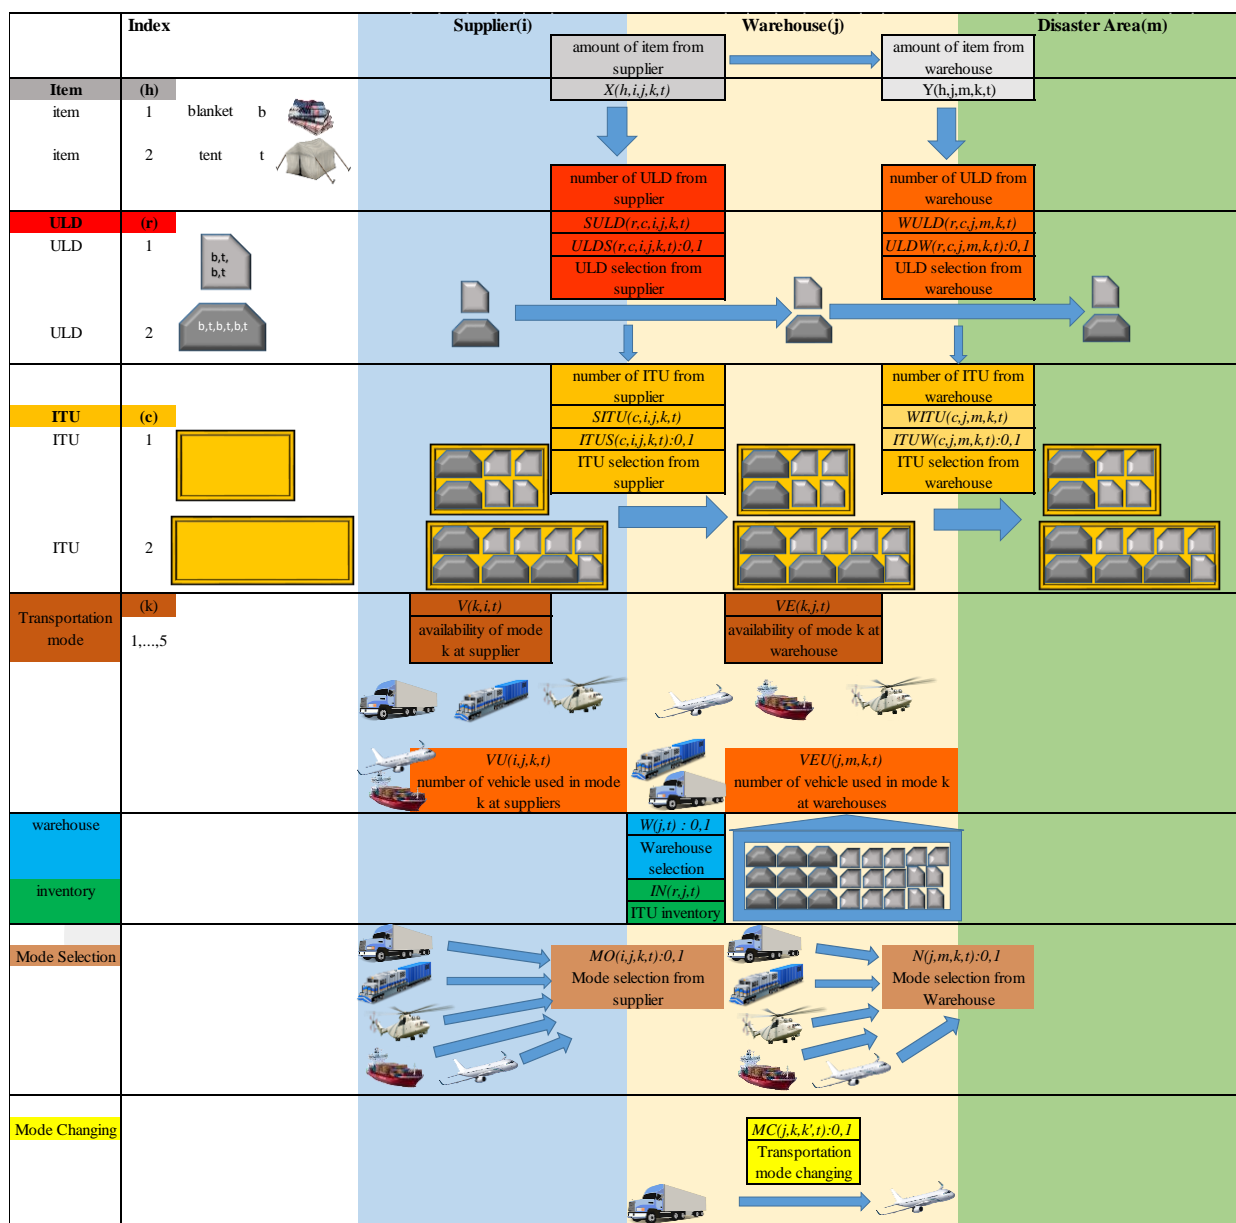 Index
Supplier(i)
Warehouse(j)
Disaster Area(m)
amount of item from
supplier
amount of item from
warehouse
Item
(h)
X(h,i,j,k,t)
Y(h,j,m,k,t)
item
1
blanket
b
item
2
tent
t
number of ULD from
supplier
number of ULD from
warehouse
ULD
(r)
SULD(r,c,i,j,k,t)
WULD(r,c,j,m,k,t)
ULD
1
b,t,
b,t
ULDS(r,c,i,j,k,t):0,1
ULDW(r,c,j,m,k,t):0,1
ULD selection from
supplier
ULD selection from
warehouse
ULD
2
b,t,b,t,b,t
number of ITU from
supplier
number of ITU from
warehouse
ITU
(c)
SITU(c,i,j,k,t)
WITU(c,j,m,k,t)
ITU
1
ITUS(c,i,j,k,t):0,1
ITUW(c,j,m,k,t):0,1
ITU selection from
supplier
ITU selection from
warehouse
ITU
2
Transportation
mode
(k)
1,...,5
V(k,i,t)
availability of mode
k at supplier
VE(k,j,t)
availability of mode k at
warehouse
VU(i,j,k,t)
number of vehicle used in mode
k at suppliers
VEU(j,m,k,t)
number of vehicle used in mode k
at warehouses
warehouse
W(j,t) : 0,1
Warehouse
selection
inventory
IN(r,j,t)
ITU inventory
Mode Selection
MO(i,j,k,t):0,1
Mode selection from
supplier
N(j,m,k,t):0,1
Mode selection from
Warehouse
Mode Changing
MC(j,k,k',t):0,1
Transportation
mode changing